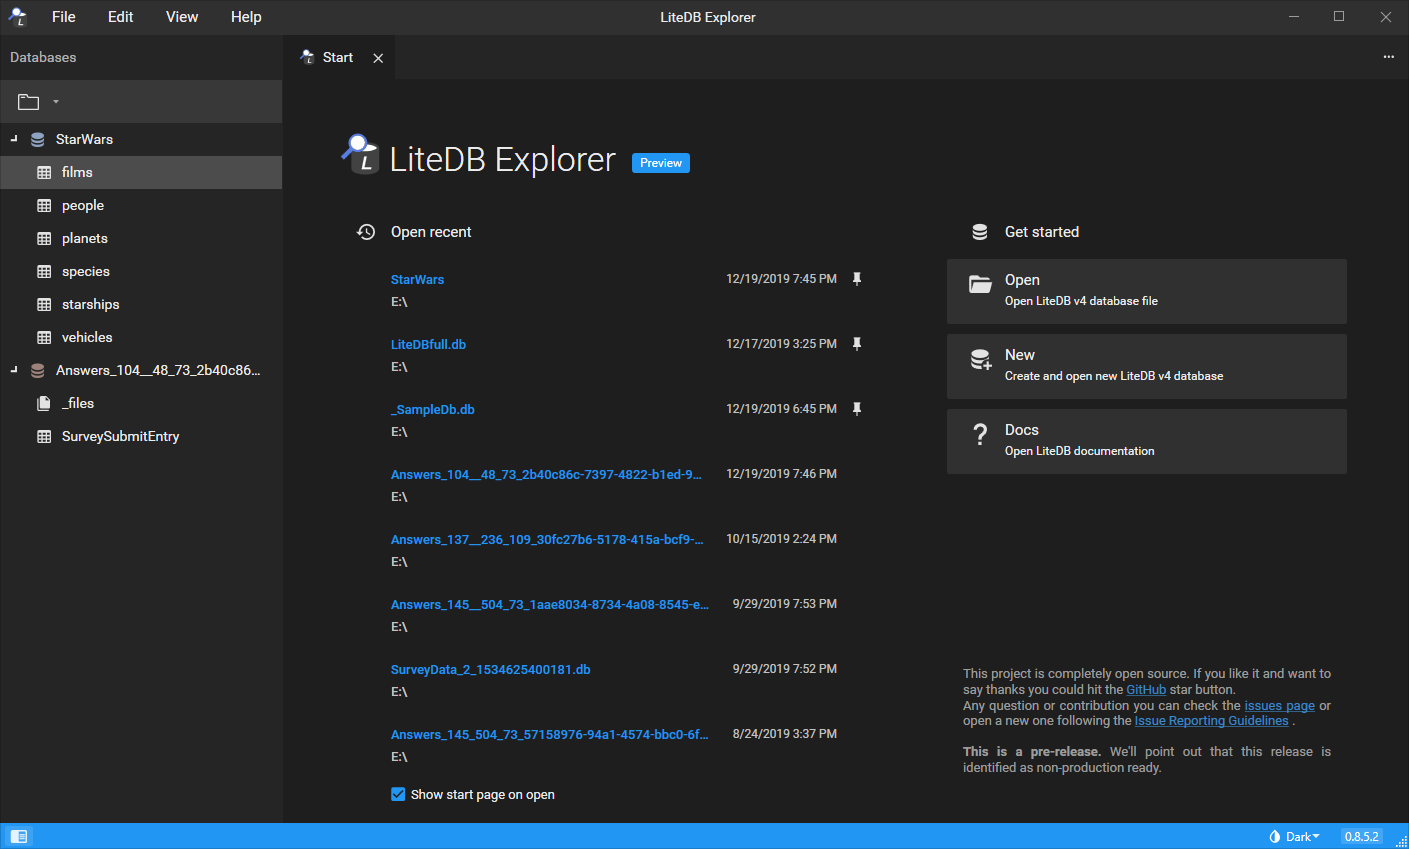 File Edit View Help
LiteDB Explorer
Databases
Start
StarWars
films
people
planets
species
starships
vehicles
Answers_104__48_73_2b40c86...
_files
SurveySubmitEntry
L LiteDB Explorer Preview
Open recent
StarWars 12/19/2019 7:45 PM
E:\
LiteDBfull.db 12/17/2019 3:25 PM
E:\
_SampleDb.db 12/19/2019 6:45 PM
E:\
Answers_104__48_73_2b40c86c-7397-4822-b1ed-9... 12/19/2019 7:46 PM
E:\
Answers_137__236_109_30fc27b6-5178-415a-bcf9-... 10/15/2019 2:24 PM
E:\
Answers_145__504_73_1aae8034-8734-4a08-8545-e... 9/29/2019 7:53 PM
E:\
SurveyData_2_1534625400181.db 9/29/2019 7:52 PM
E:\
Answers_145_504_73_57158976-94a1-4574-bbc0-6f... 8/24/2019 3:37 PM
E:\
Show start page on open
Get started
Open
Open LiteDB v4 database file
New
Create and open new LiteDB v4 database
Docs
Open LiteDB documentation
This project is completely open source. If you like it and want to
say thanks you could hit the GitHub star button.
Any question or contribution you can check the issues page or
open a new one following the Issue Reporting Guidelines .
This is a pre-release. We'll point out that this release is
identified as non-production ready.
Dark 0.8.5.2